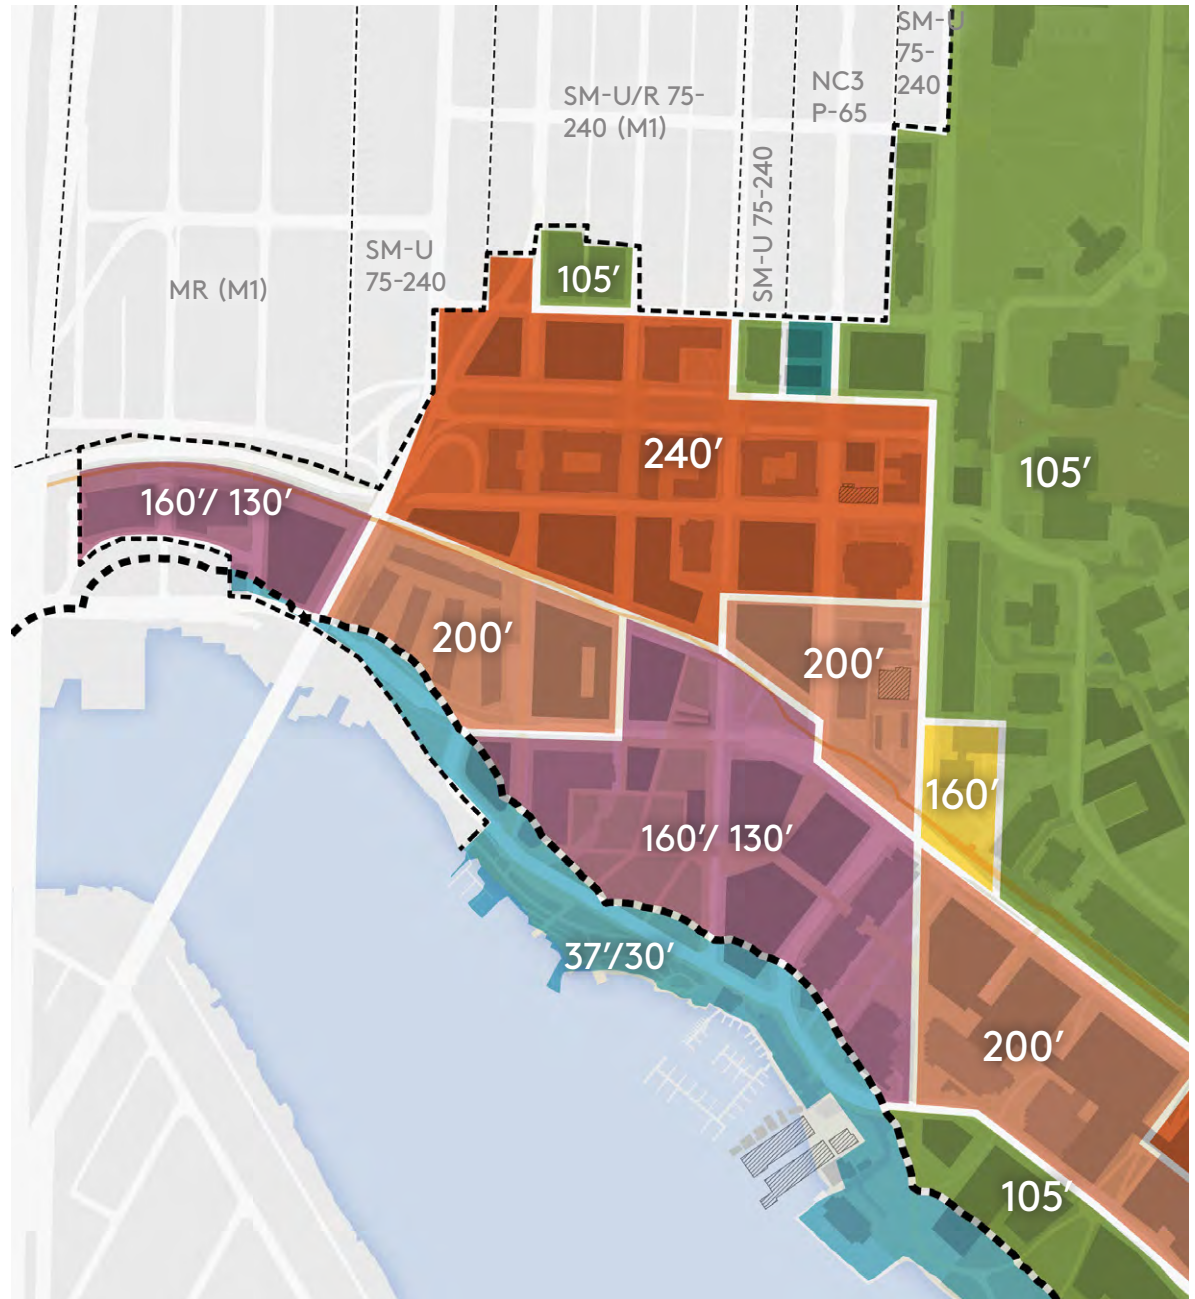 SM-U
75-
240
NC3
P-65
SM-U/R 75-
240 (M1)
SM-U 75-240
SM-U
75-240
MR (M1)
105’
240’
105’
160’/ 130’
200’
200’
160’
160’/ 130’
37’/30’
200’
105’